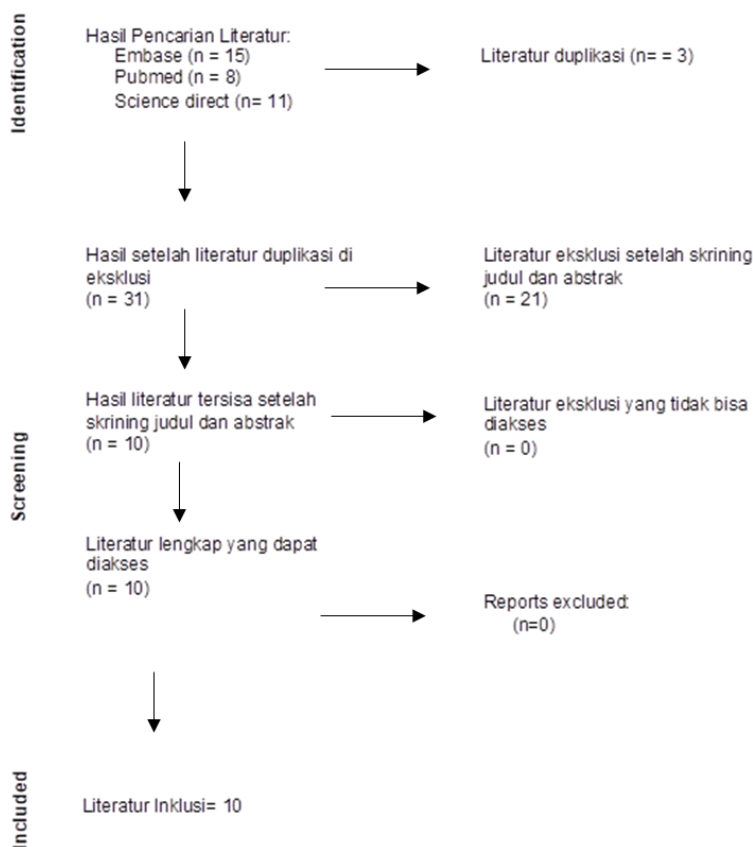 Identification
Hasil Pencarian Literatur:
Embase (n = 15)
Pubmed (n = 8)
Science direct (n= 11)
Literatur duplikasi (n= = 3)
Screening
Hasil setelah literatur duplikasi di
eksklusi
(n = 31)
Literatur eksklusi setelah skrining
judul dan abstrak
(n = 21)
Hasil literatur tersisa setelah
skrining judul dan abstrak
(n = 10)
Literatur eksklusi yang tidak bisa
diakses
(n = 0)
Literatur lengkap yang dapat
diakses
(n = 10)
Reports excluded:
(n=0)
Included
Literatur Inklusi= 10